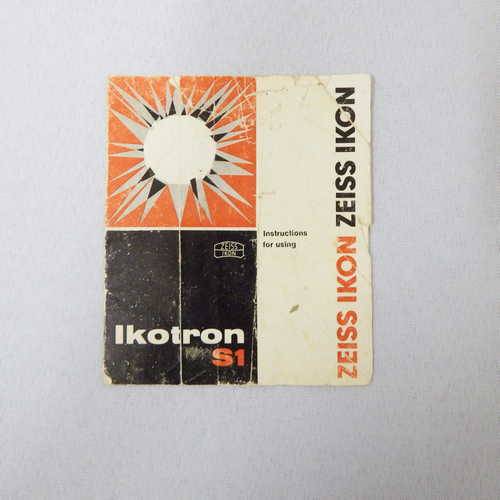 ZEISS
IKON
Instructions
for using
Ikotron
S1
ZEISS IKON ZEISS IKON